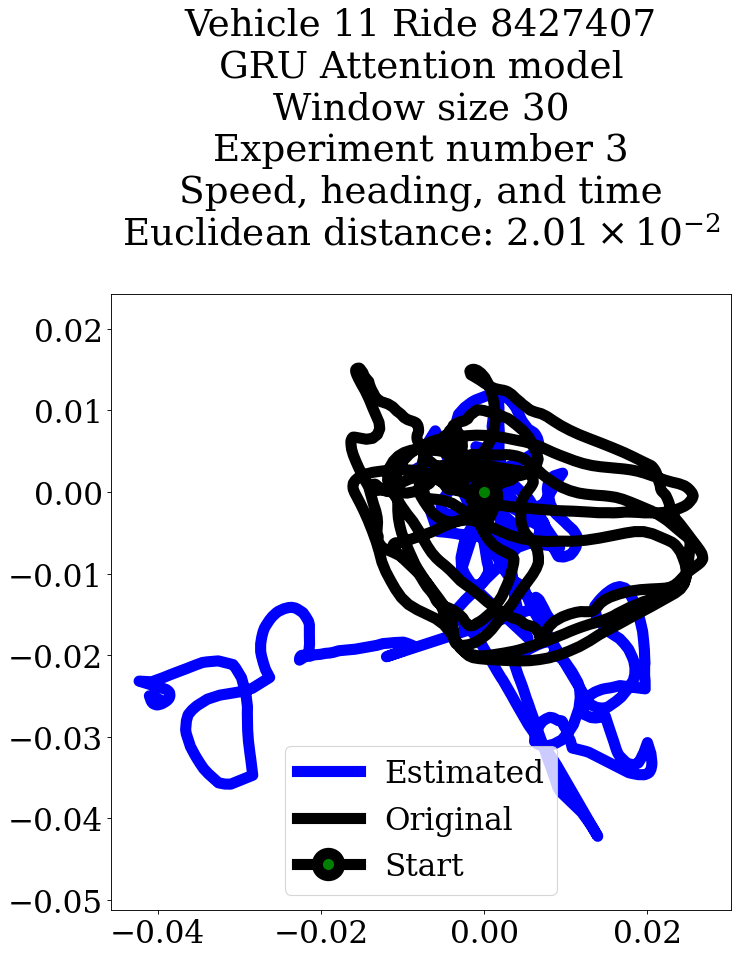 Vehicle 11 Ride 8427407
GRU Attention model
Window size 30
Experiment number 3
Speed, heading, and time
Euclidean distance: 2.01 × 10⁻²
0.02
0.01
0.00
−0.01
−0.02
−0.03
−0.04
−0.05
Estimated
Original
Start
−0.04 −0.02 0.00 0.02